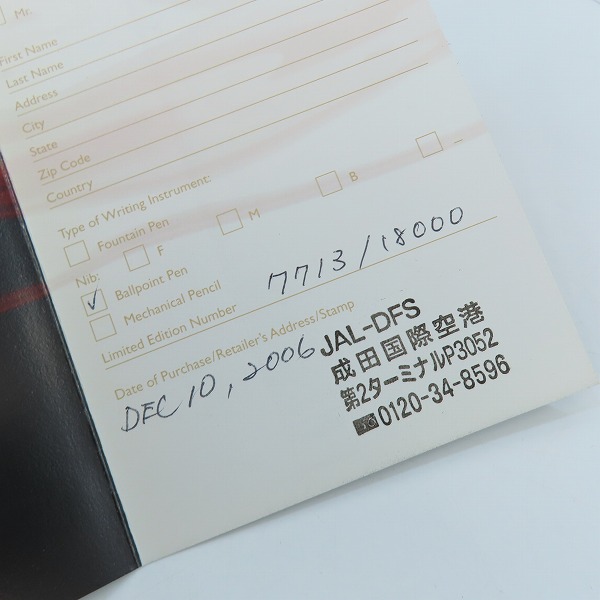 Mr.
First Name
Last Name
Address
City
State
Zip Code
Country
Type of Writing Instrument:
Fountain Pen
Nib: F M B _
✓ Ballpoint Pen
Mechanical Pencil
Limited Edition Number 7713/18000
Date of Purchase/Retailer's Address/Stamp
DEC 10, 2006
JAL-DFS
成田国際空港
第2ターミナルP3052
0120-34-8596